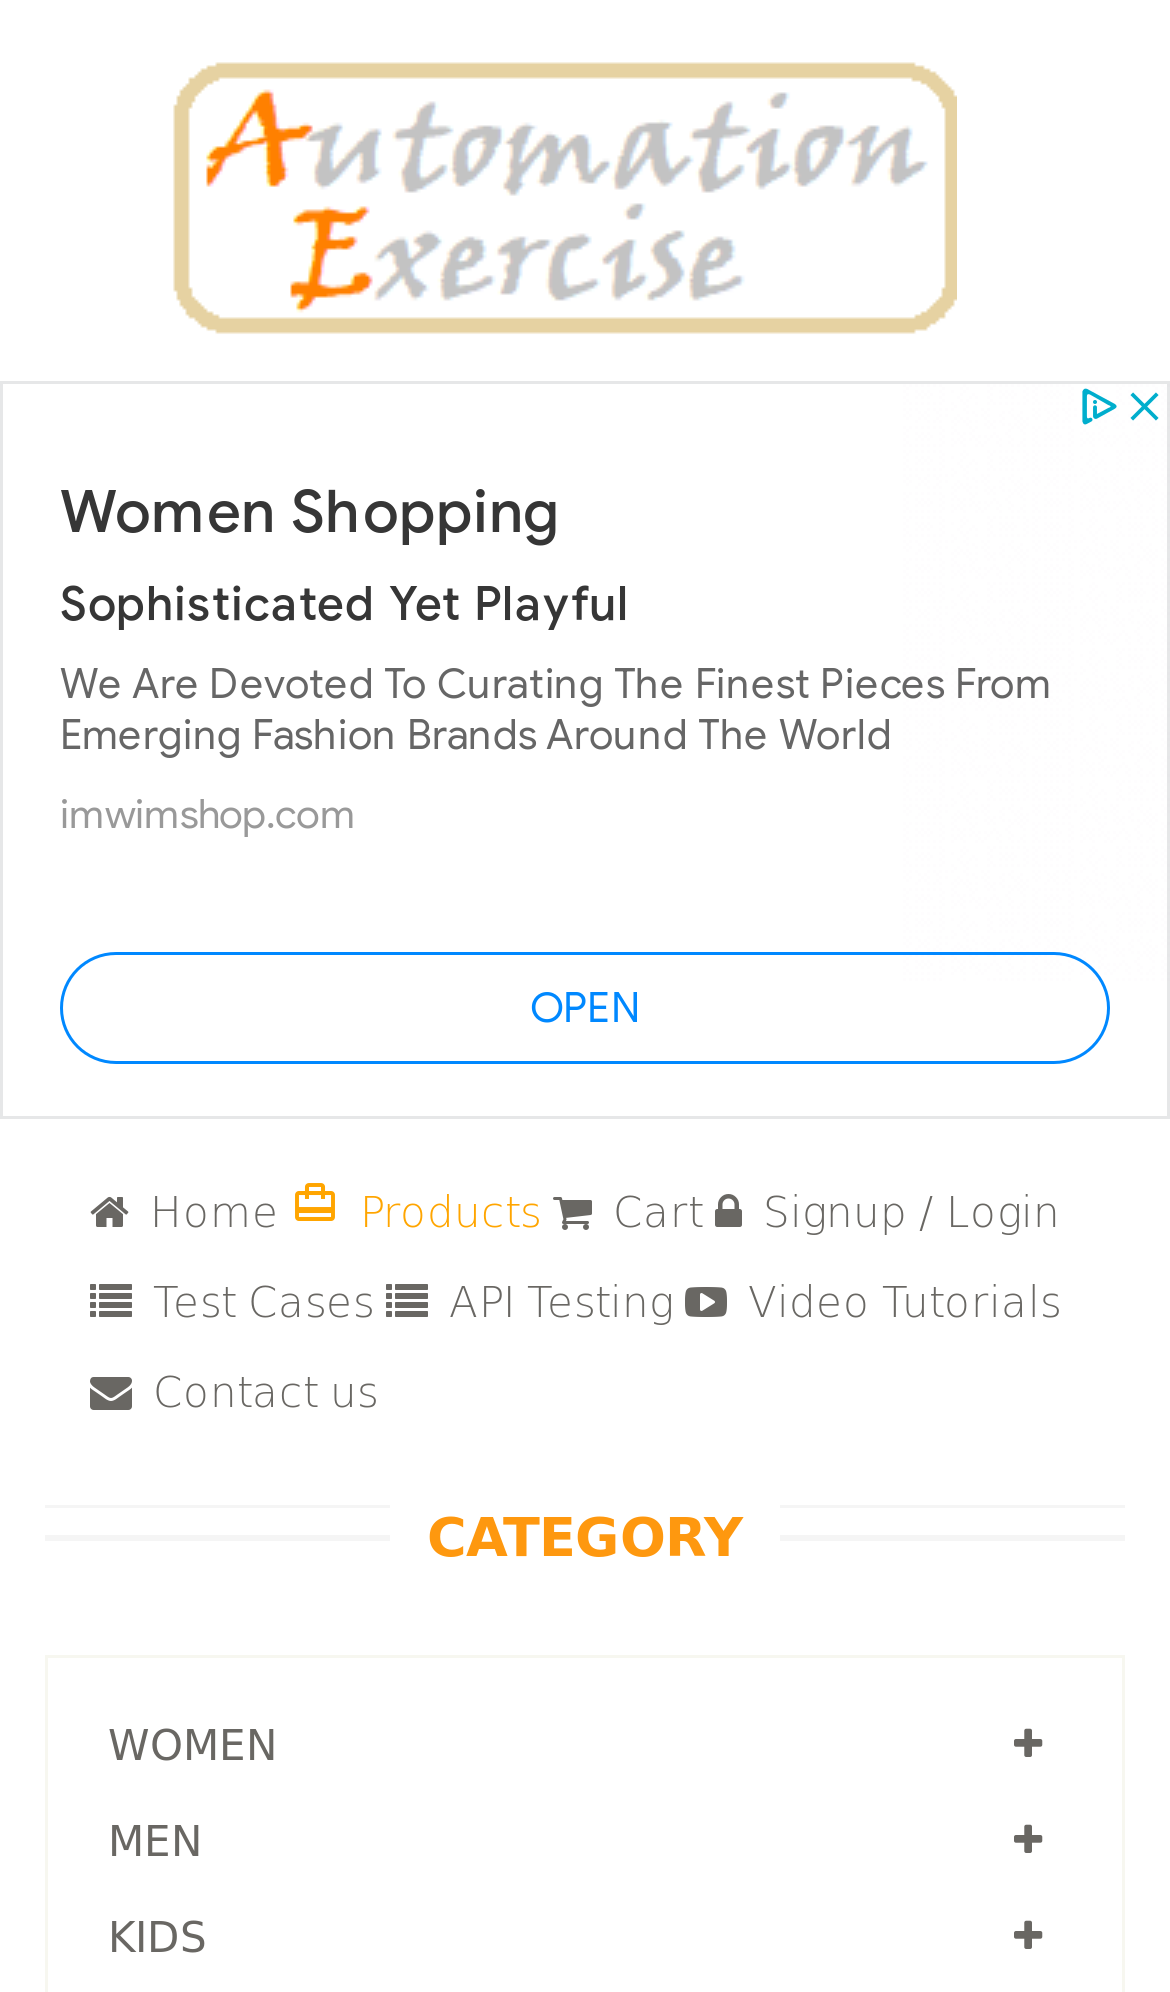 Automation
Exercise
Women Shopping
Sophisticated Yet Playful
We Are Devoted To Curating The Finest Pieces From
Emerging Fashion Brands Around The World
imwimshop.com
OPEN
Home Products Cart Signup / Login
Test Cases API Testing Video Tutorials
Contact us
CATEGORY
WOMEN
MEN
KIDS